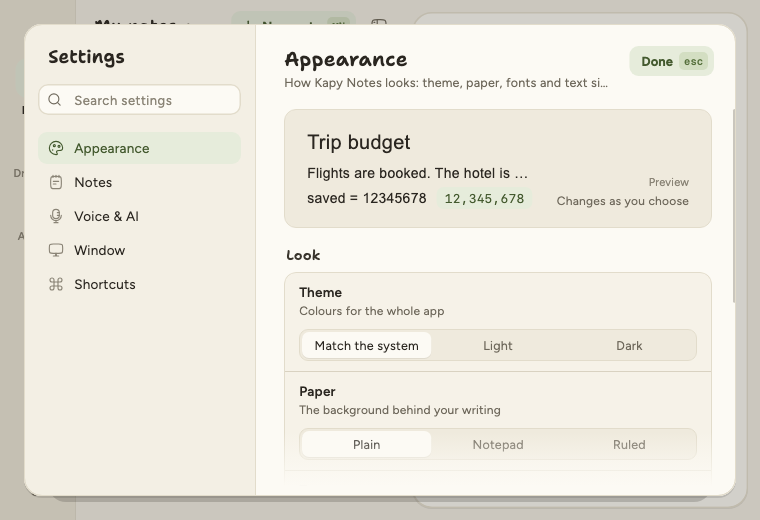 Settings
Search settings
Appearance
Notes
Voice & AI
Window
Shortcuts
Appearance
How Kapy Notes looks: theme, paper, fonts and text si...
Done esc
Trip budget
Flights are booked. The hotel is ...
saved = 12345678 12,345,678
Preview
Changes as you choose
Look
Theme
Colours for the whole app
Match the system Light Dark
Paper
The background behind your writing
Plain Notepad Ruled